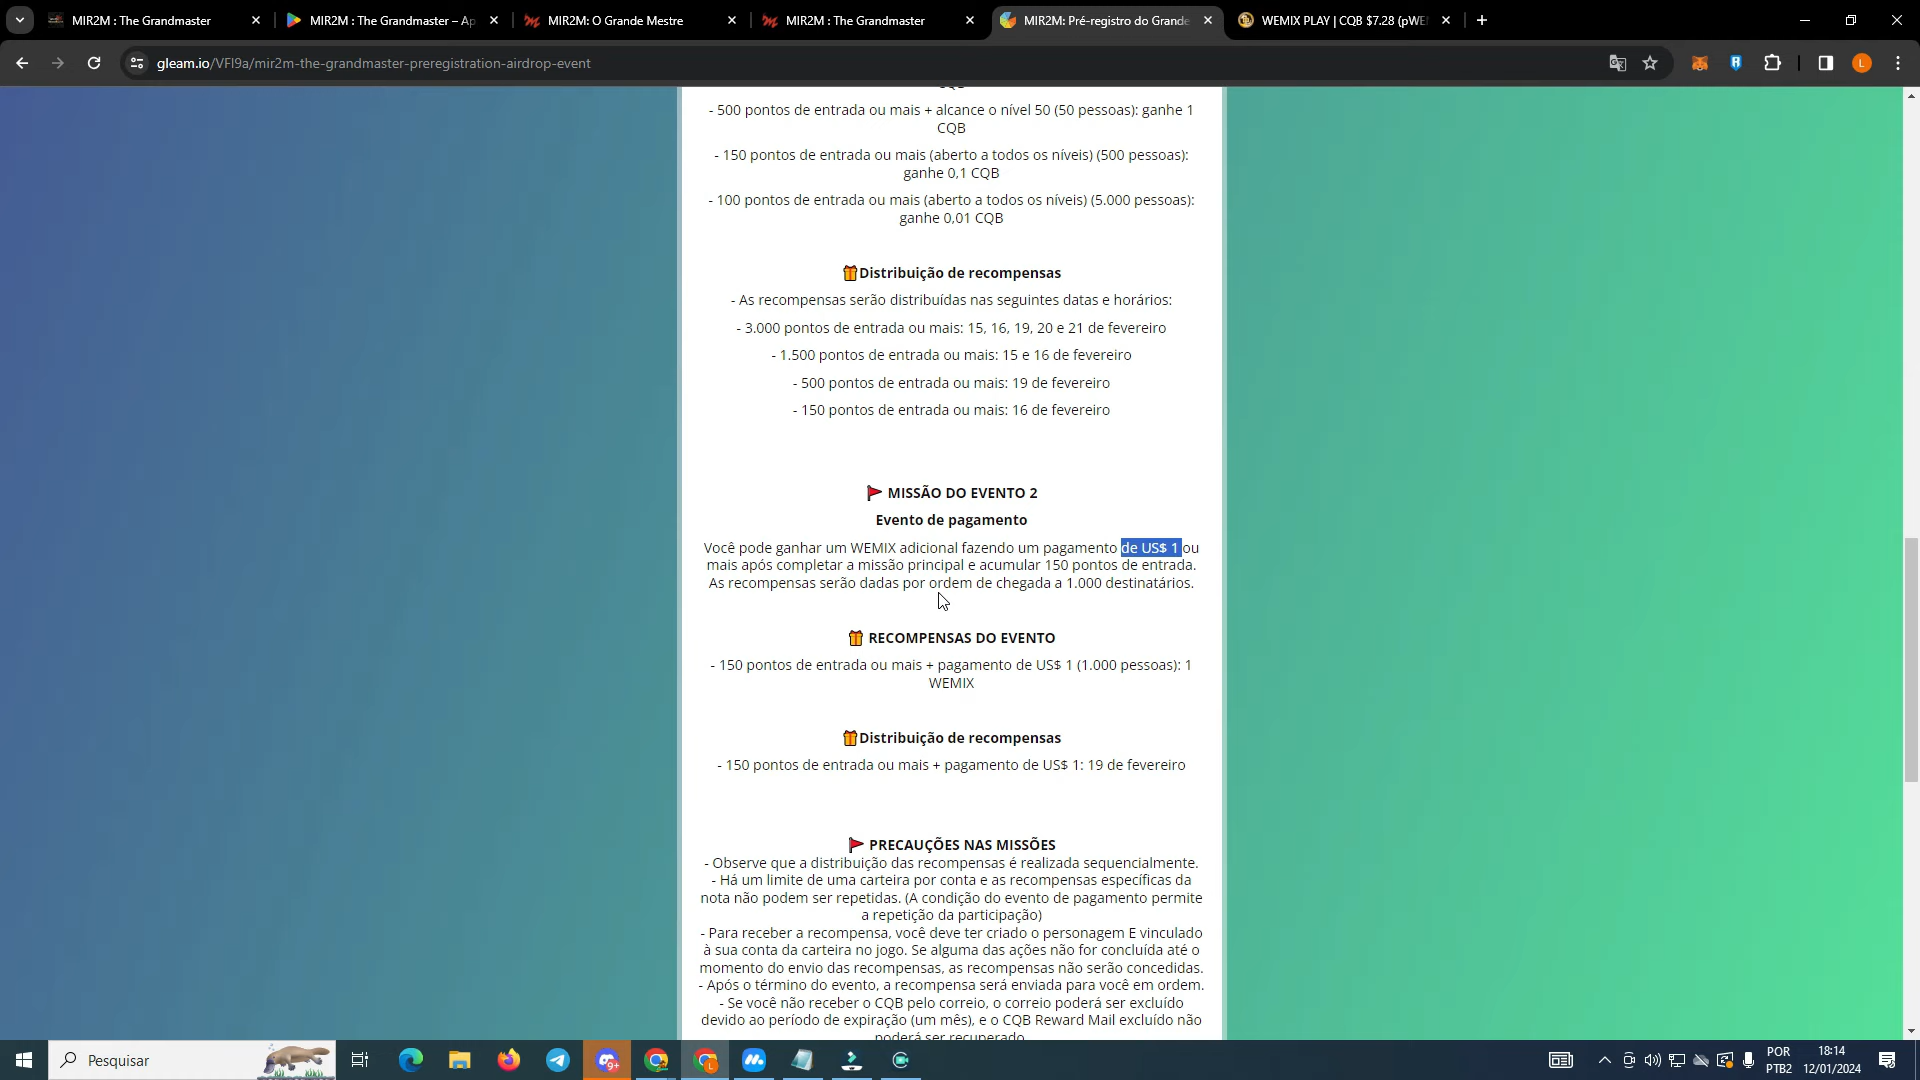 MIR2M : The Grandmaster
MIR2M : The Grandmaster – Ap
MIR2M: O Grande Mestre
MIR2M : The Grandmaster
MIR2M: Pré-registro do Grande
WEMIX PLAY | CQB $7.28 (pWE
gleam.io/VFl9a/mir2m-the-grandmaster-preregistration-airdrop-event
L
- 500 pontos de entrada ou mais + alcance o nível 50 (50 pessoas): ganhe 1
CQB
- 150 pontos de entrada ou mais (aberto a todos os níveis) (500 pessoas):
ganhe 0,1 CQB
- 100 pontos de entrada ou mais (aberto a todos os níveis) (5.000 pessoas):
ganhe 0,01 CQB
Distribuição de recompensas
- As recompensas serão distribuídas nas seguintes datas e horários:
- 3.000 pontos de entrada ou mais: 15, 16, 19, 20 e 21 de fevereiro
- 1.500 pontos de entrada ou mais: 15 e 16 de fevereiro
- 500 pontos de entrada ou mais: 19 de fevereiro
- 150 pontos de entrada ou mais: 16 de fevereiro
MISSÃO DO EVENTO 2
Evento de pagamento
Você pode ganhar um WEMIX adicional fazendo um pagamento de US$ 1 ou
mais após completar a missão principal e acumular 150 pontos de entrada.
As recompensas serão dadas por ordem de chegada a 1.000 destinatários.
RECOMPENSAS DO EVENTO
- 150 pontos de entrada ou mais + pagamento de US$ 1 (1.000 pessoas): 1
WEMIX
Distribuição de recompensas
- 150 pontos de entrada ou mais + pagamento de US$ 1: 19 de fevereiro
PRECAUÇÕES NAS MISSÕES
- Observe que a distribuição das recompensas é realizada sequencialmente.
- Há um limite de uma carteira por conta e as recompensas específicas da
nota não podem ser repetidas. (A condição do evento de pagamento permite
a repetição da participação)
- Para receber a recompensa, você deve ter criado o personagem E vinculado
à sua conta da carteira no jogo. Se alguma das ações não for concluída até o
momento do envio das recompensas, as recompensas não serão concedidas.
- Após o término do evento, a recompensa será enviada para você em ordem.
- Se você não receber o CQB pelo correio, o correio poderá ser excluído
devido ao período de expiração (um mês), e o CQB Reward Mail excluído não
poderá ser recuperado
Pesquisar
9+
POR
PTB2
18:14
12/01/2024